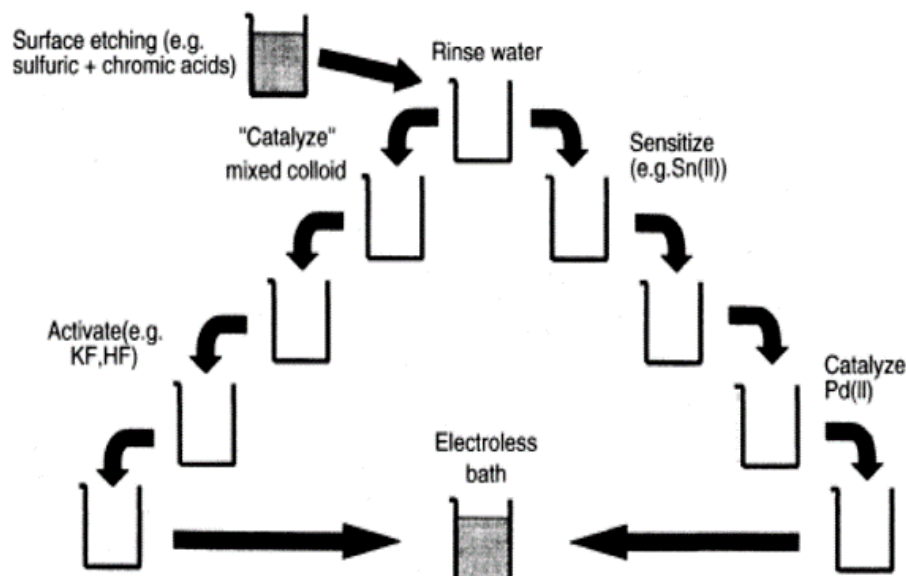 Surface etching (e.g.
sulfuric + chromic acids)
Rinse water
"Catalyze"
mixed colloid
Sensitize
(e.g.Sn(II))
Activate(e.g.
KF,HF)
Catalyze
Pd(II)
Electroless
bath